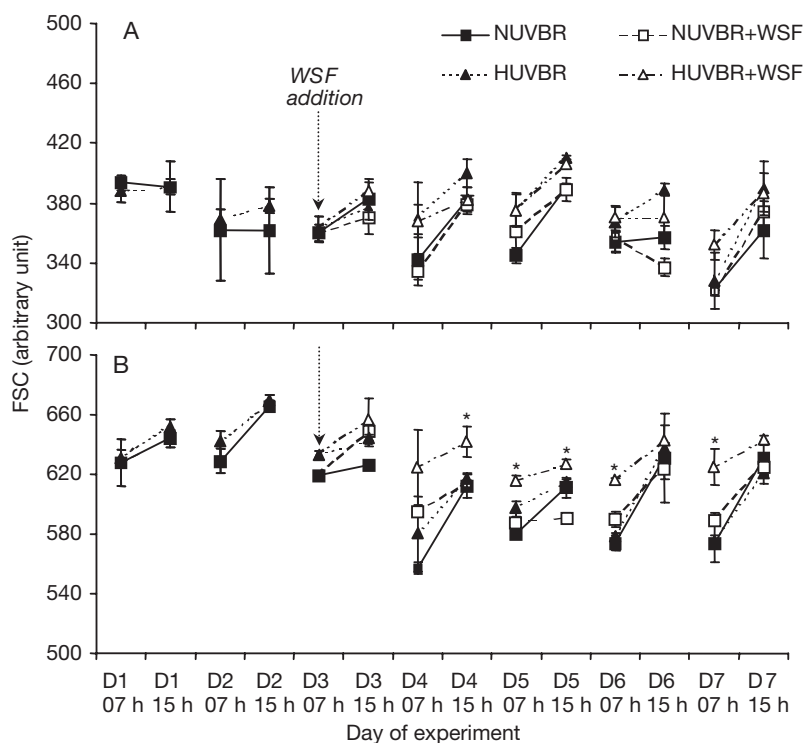 500
A
NUVBR
NUVBR+WSF
HUVBR
HUVBR+WSF
WSF
addition
460
420
380
340
300
FSC (arbitrary unit)
700
B
660
620
580
540
500
*
*
*
*
*
D1 D1 D2 D2 D3 D3 D4 D4 D5 D5 D6 D6 D7 D7
07 h 15 h 07 h 15 h 07 h 15 h 07 h 15 h 07 h 15 h 07 h 15 h 07 h 15 h
Day of experiment